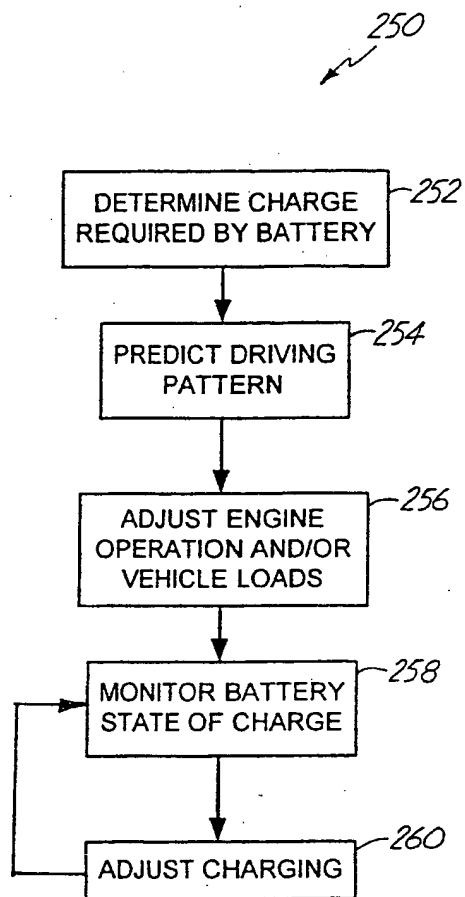 250
252
DETERMINE CHARGE
REQUIRED BY BATTERY
254
PREDICT DRIVING
PATTERN
256
ADJUST ENGINE
OPERATION AND/OR
VEHICLE LOADS
258
MONITOR BATTERY
STATE OF CHARGE
260
ADJUST CHARGING